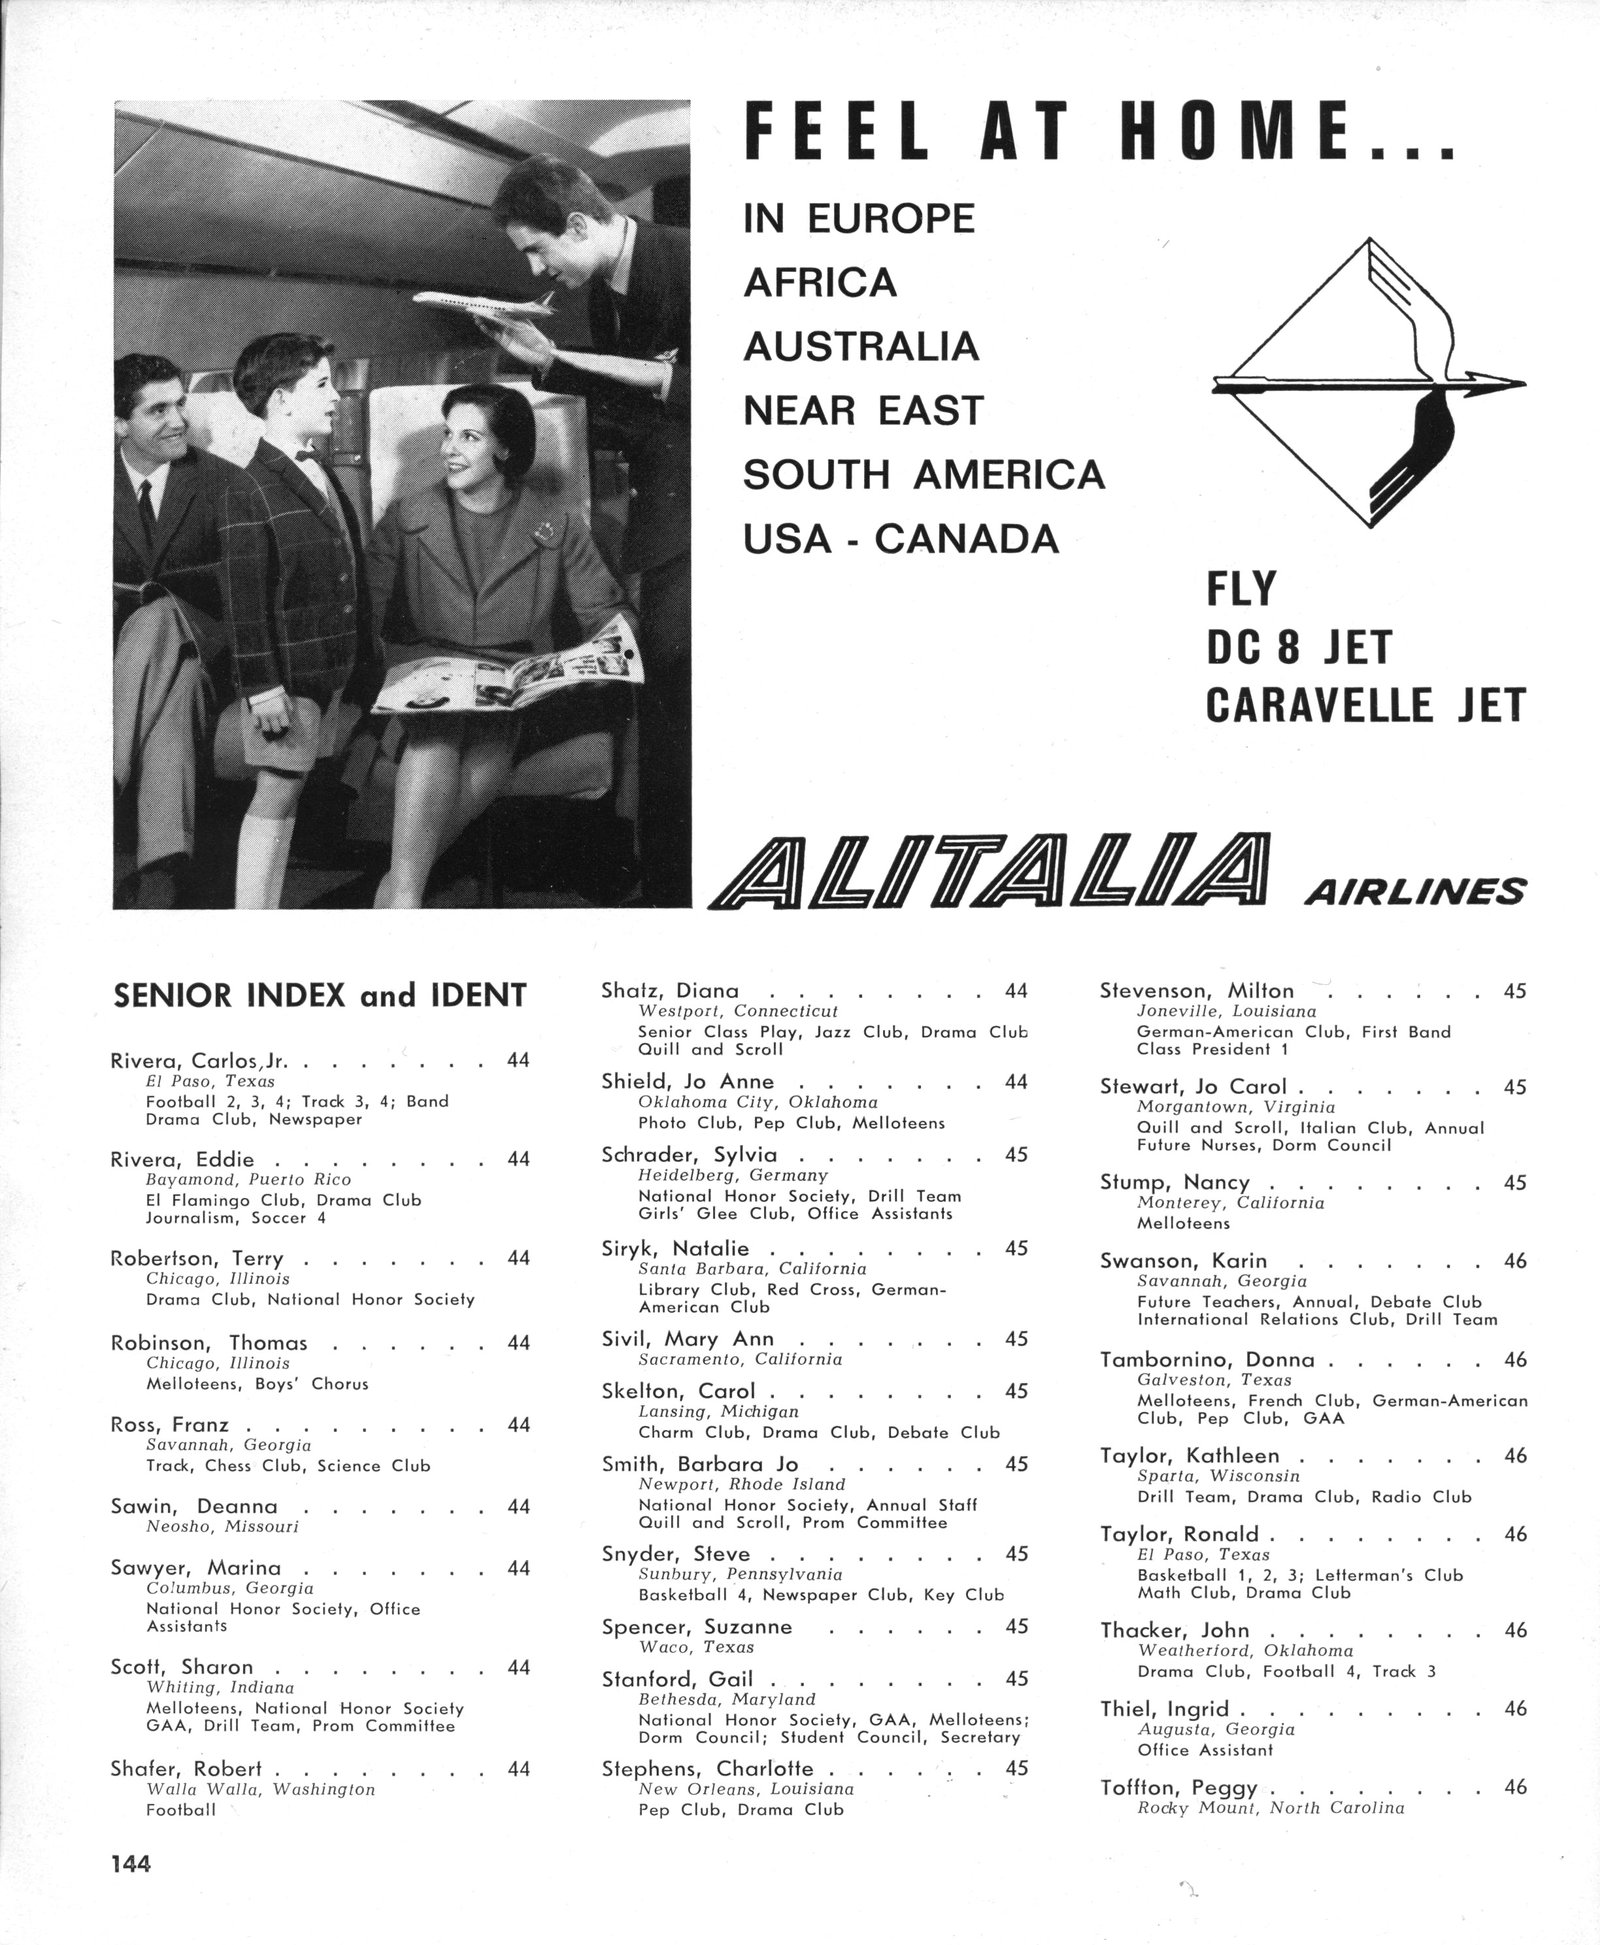 FEEL AT HOME...
IN EUROPE
AFRICA
AUSTRALIA
NEAR EAST
SOUTH AMERICA
USA - CANADA
FLY
DC 8 JET
CARAVELLE JET
ALITALIA AIRLINES
SENIOR INDEX and IDENT
Rivera, Carlos, Jr. . . . . . . . 44
El Paso, Texas
Football 2, 3, 4; Track 3, 4; Band
Drama Club, Newspaper
Rivera, Eddie . . . . . . . . 44
Bayamond, Puerto Rico
El Flamingo Club, Drama Club
Journalism, Soccer 4
Robertson, Terry . . . . . . . 44
Chicago, Illinois
Drama Club, National Honor Society
Robinson, Thomas . . . . . . 44
Chicago, Illinois
Melloteens, Boys' Chorus
Ross, Franz . . . . . . . . . 44
Savannah, Georgia
Track, Chess Club, Science Club
Sawin, Deanna . . . . . . . 44
Neosho, Missouri
Sawyer, Marina . . . . . . . 44
Columbus, Georgia
National Honor Society, Office
Assistants
Scott, Sharon . . . . . . . . 44
Whiting, Indiana
Melloteens, National Honor Society
GAA, Drill Team, Prom Committee
Shafer, Robert . . . . . . . . 44
Walla Walla, Washington
Football
Shatz, Diana . . . . . . . . 44
Westport, Connecticut
Senior Class Play, Jazz Club, Drama Club
Quill and Scroll
Shield, Jo Anne . . . . . . . 44
Oklahoma City, Oklahoma
Photo Club, Pep Club, Melloteens
Schrader, Sylvia . . . . . . . 45
Heidelberg, Germany
National Honor Society, Drill Team
Girls' Glee Club, Office Assistants
Siryk, Natalie . . . . . . . . 45
Santa Barbara, California
Library Club, Red Cross, German-
American Club
Sivil, Mary Ann . . . . . . . 45
Sacramento, California
Skelton, Carol . . . . . . . . 45
Lansing, Michigan
Charm Club, Drama Club, Debate Club
Smith, Barbara Jo . . . . . . 45
Newport, Rhode Island
National Honor Society, Annual Staff
Quill and Scroll, Prom Committee
Snyder, Steve . . . . . . . . 45
Sunbury, Pennsylvania
Basketball 4, Newspaper Club, Key Club
Spencer, Suzanne . . . . . . 45
Waco, Texas
Stanford, Gail . . . . . . . . 45
Bethesda, Maryland
National Honor Society, GAA, Melloteens;
Dorm Council; Student Council, Secretary
Stephens, Charlotte . . . . . . 45
New Orleans, Louisiana
Pep Club, Drama Club
Stevenson, Milton . . . . . . 45
Joneville, Louisiana
German-American Club, First Band
Class President 1
Stewart, Jo Carol . . . . . . . 45
Morgantown, Virginia
Quill and Scroll, Italian Club, Annual
Future Nurses, Dorm Council
Stump, Nancy . . . . . . . . 45
Monterey, California
Melloteens
Swanson, Karin . . . . . . . 46
Savannah, Georgia
Future Teachers, Annual, Debate Club
International Relations Club, Drill Team
Tambornino, Donna . . . . . . 46
Galveston, Texas
Melloteens, French Club, German-American
Club, Pep Club, GAA
Taylor, Kathleen . . . . . . . 46
Sparta, Wisconsin
Drill Team, Drama Club, Radio Club
Taylor, Ronald . . . . . . . . 46
El Paso, Texas
Basketball 1, 2, 3; Letterman's Club
Math Club, Drama Club
Thacker, John . . . . . . . . 46
Weatherford, Oklahoma
Drama Club, Football 4, Track 3
Thiel, Ingrid . . . . . . . . . 46
Augusta, Georgia
Office Assistant
Toffton, Peggy . . . . . . . . 46
Rocky Mount, North Carolina
144